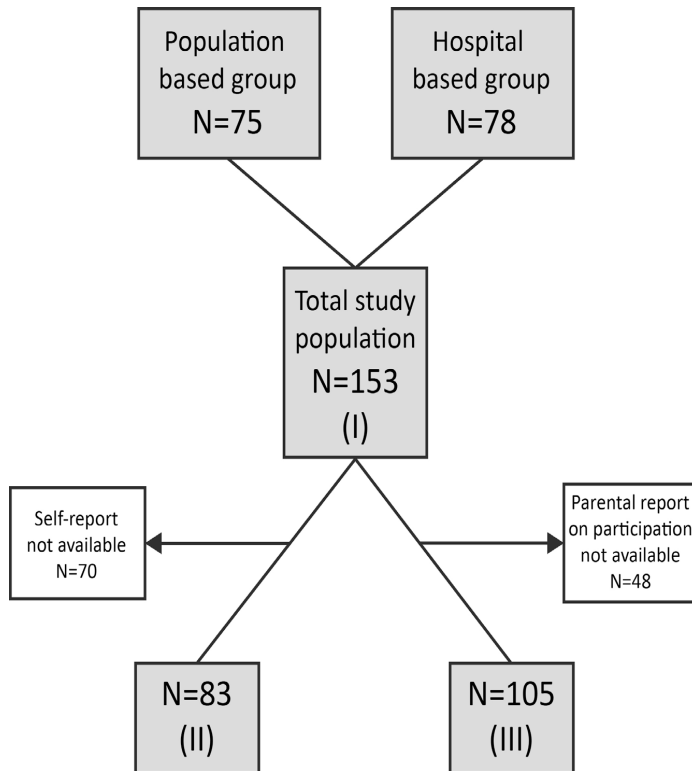 Population
based group
N=75
Hospital
based group
N=78
Total study
population
N=153
(I)
Self-report
not available
N=70
Parental report
on participation
not available
N=48
N=83
(II)
N=105
(III)